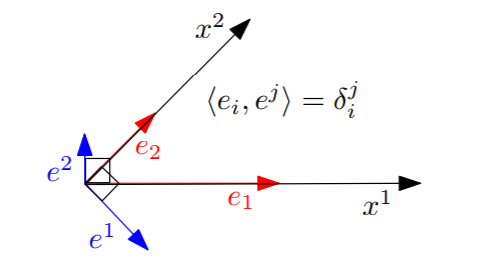 x²
⟨eᵢ, eʲ⟩ = δᵢʲ
e₂
e²
e₁
x¹
e¹